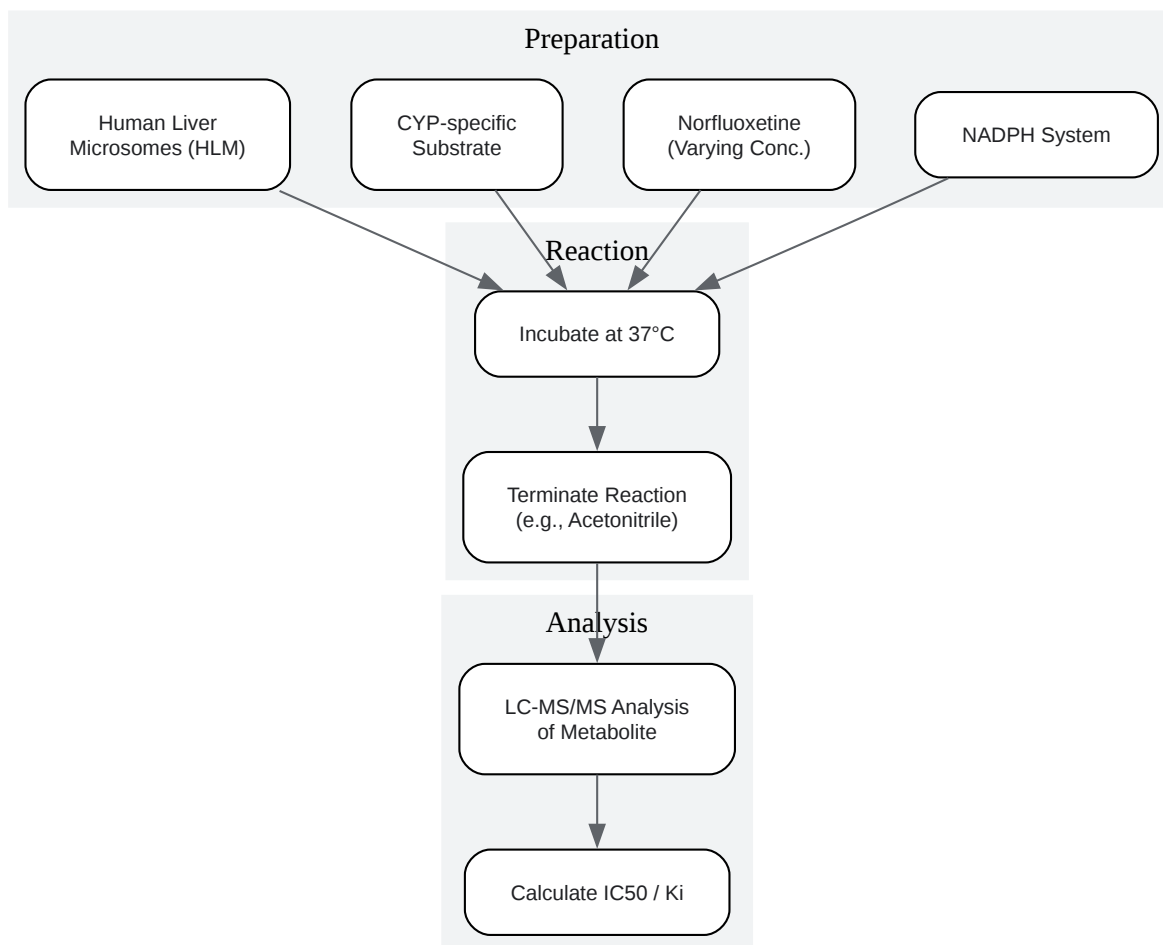 Preparation
Human Liver
Microsomes (HLM)
CYP-specific
Substrate
Norfluoxetine
(Varying Conc.)
NADPH System
Reaction
Incubate at 37°C
Terminate Reaction
(e.g., Acetonitrile)
Analysis
LC-MS/MS Analysis
of Metabolite
Calculate IC50 / Ki